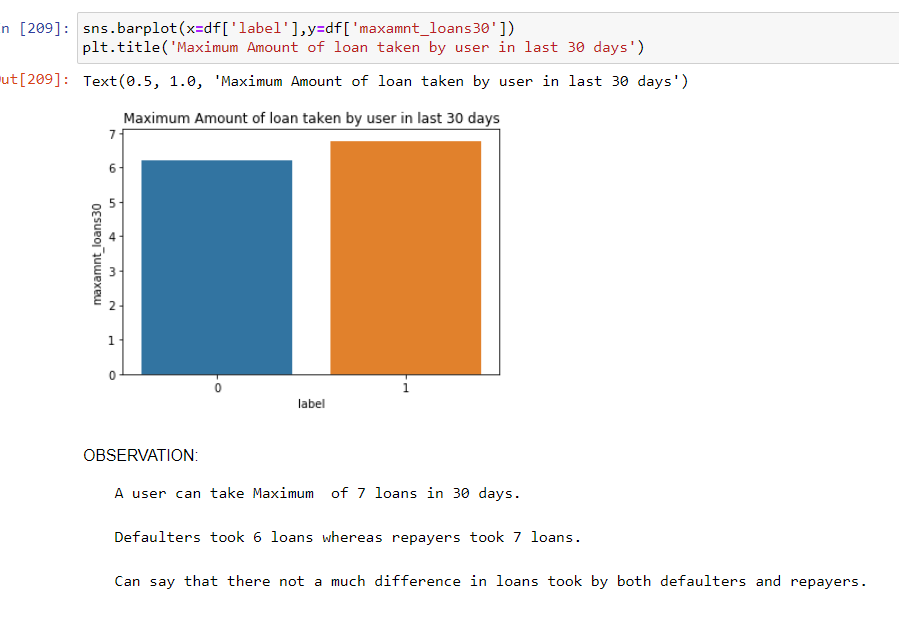 n [209]: sns.barplot(x=df['label'],y=df['maxamnt_loans30'])
plt.title('Maximum Amount of loan taken by user in last 30 days')
ut[209]: Text(0.5, 1.0, 'Maximum Amount of loan taken by user in last 30 days')
Maximum Amount of loan taken by user in last 30 days
7
6
5
4
3
2
1
0
maxamnt_loans30
0 1
label
OBSERVATION:
A user can take Maximum  of 7 loans in 30 days.
Defaulters took 6 loans whereas repayers took 7 loans.
Can say that there not a much difference in loans took by both defaulters and repayers.